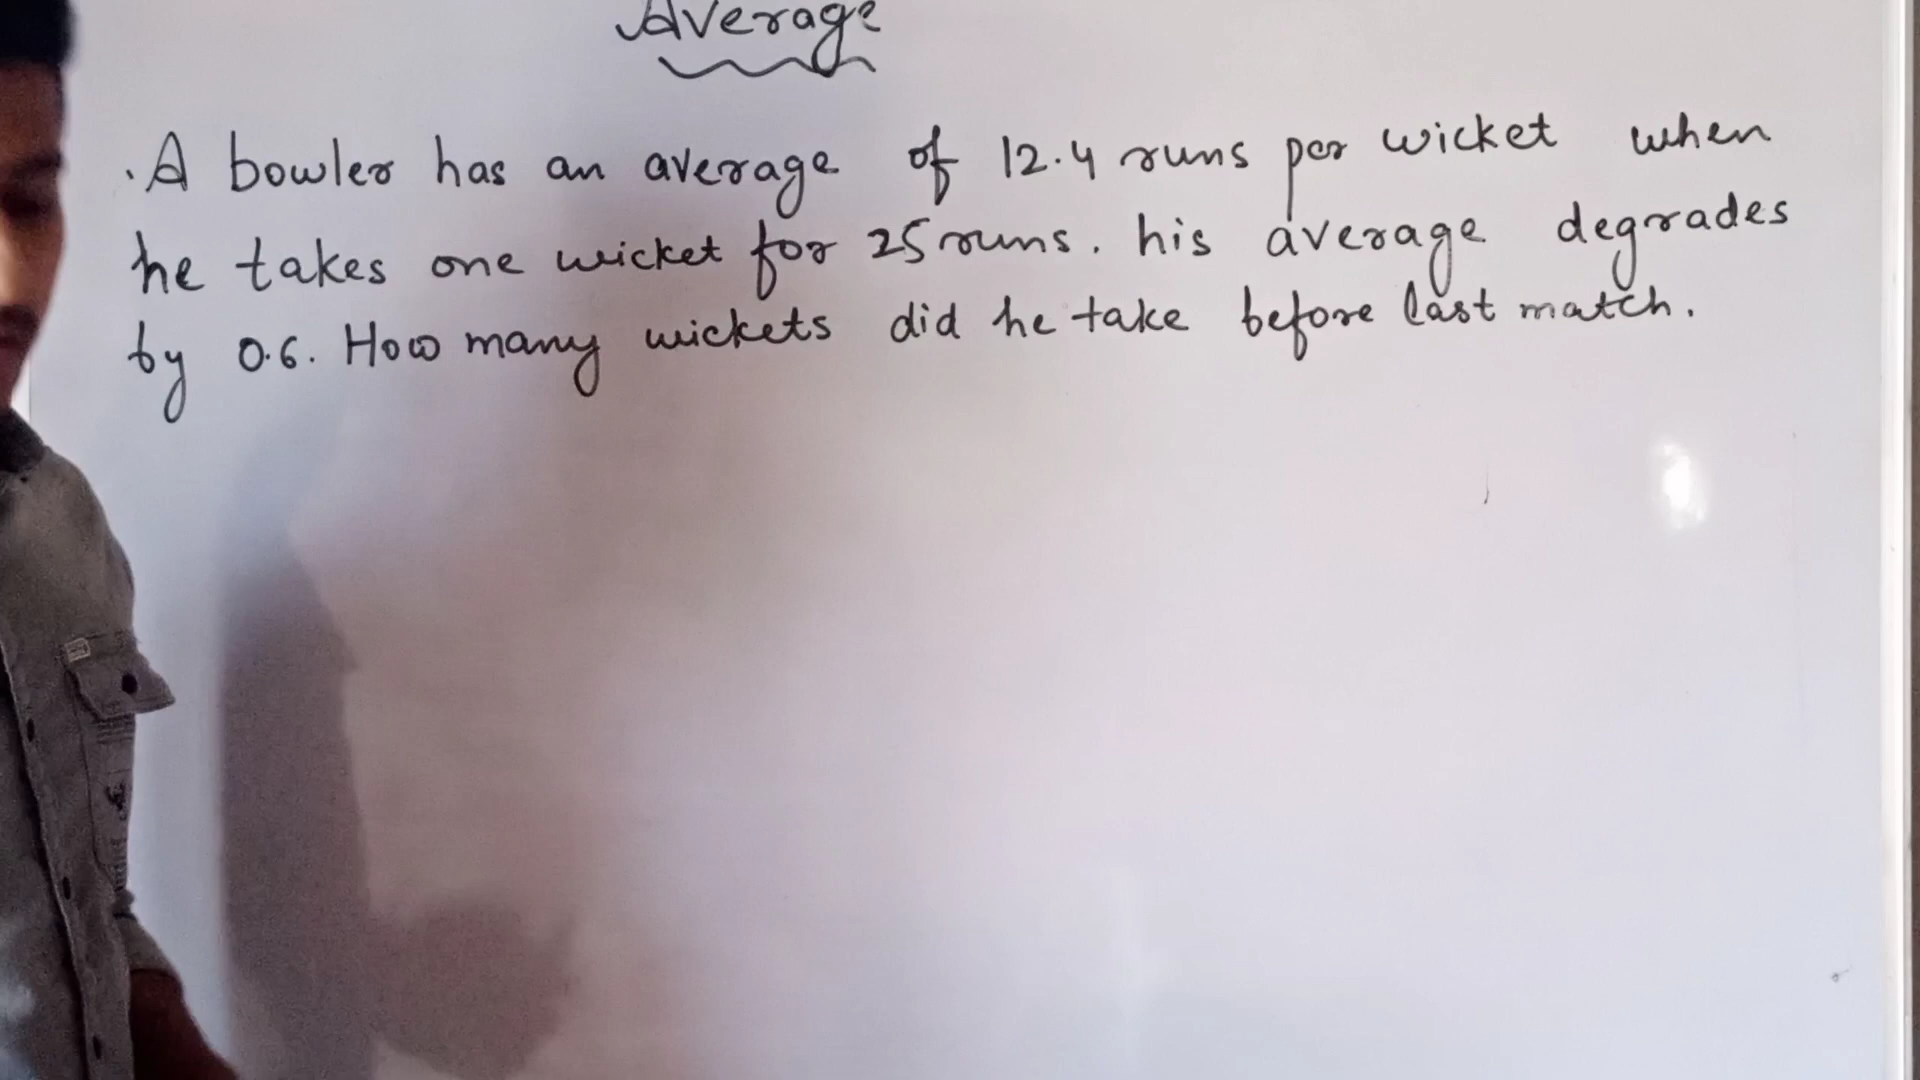 Average
.A bowler has an average of 12.4 runs per wicket when
he takes one wicket for 25 runs. his average degrades
by 0.6. How many wickets did he take before last match.